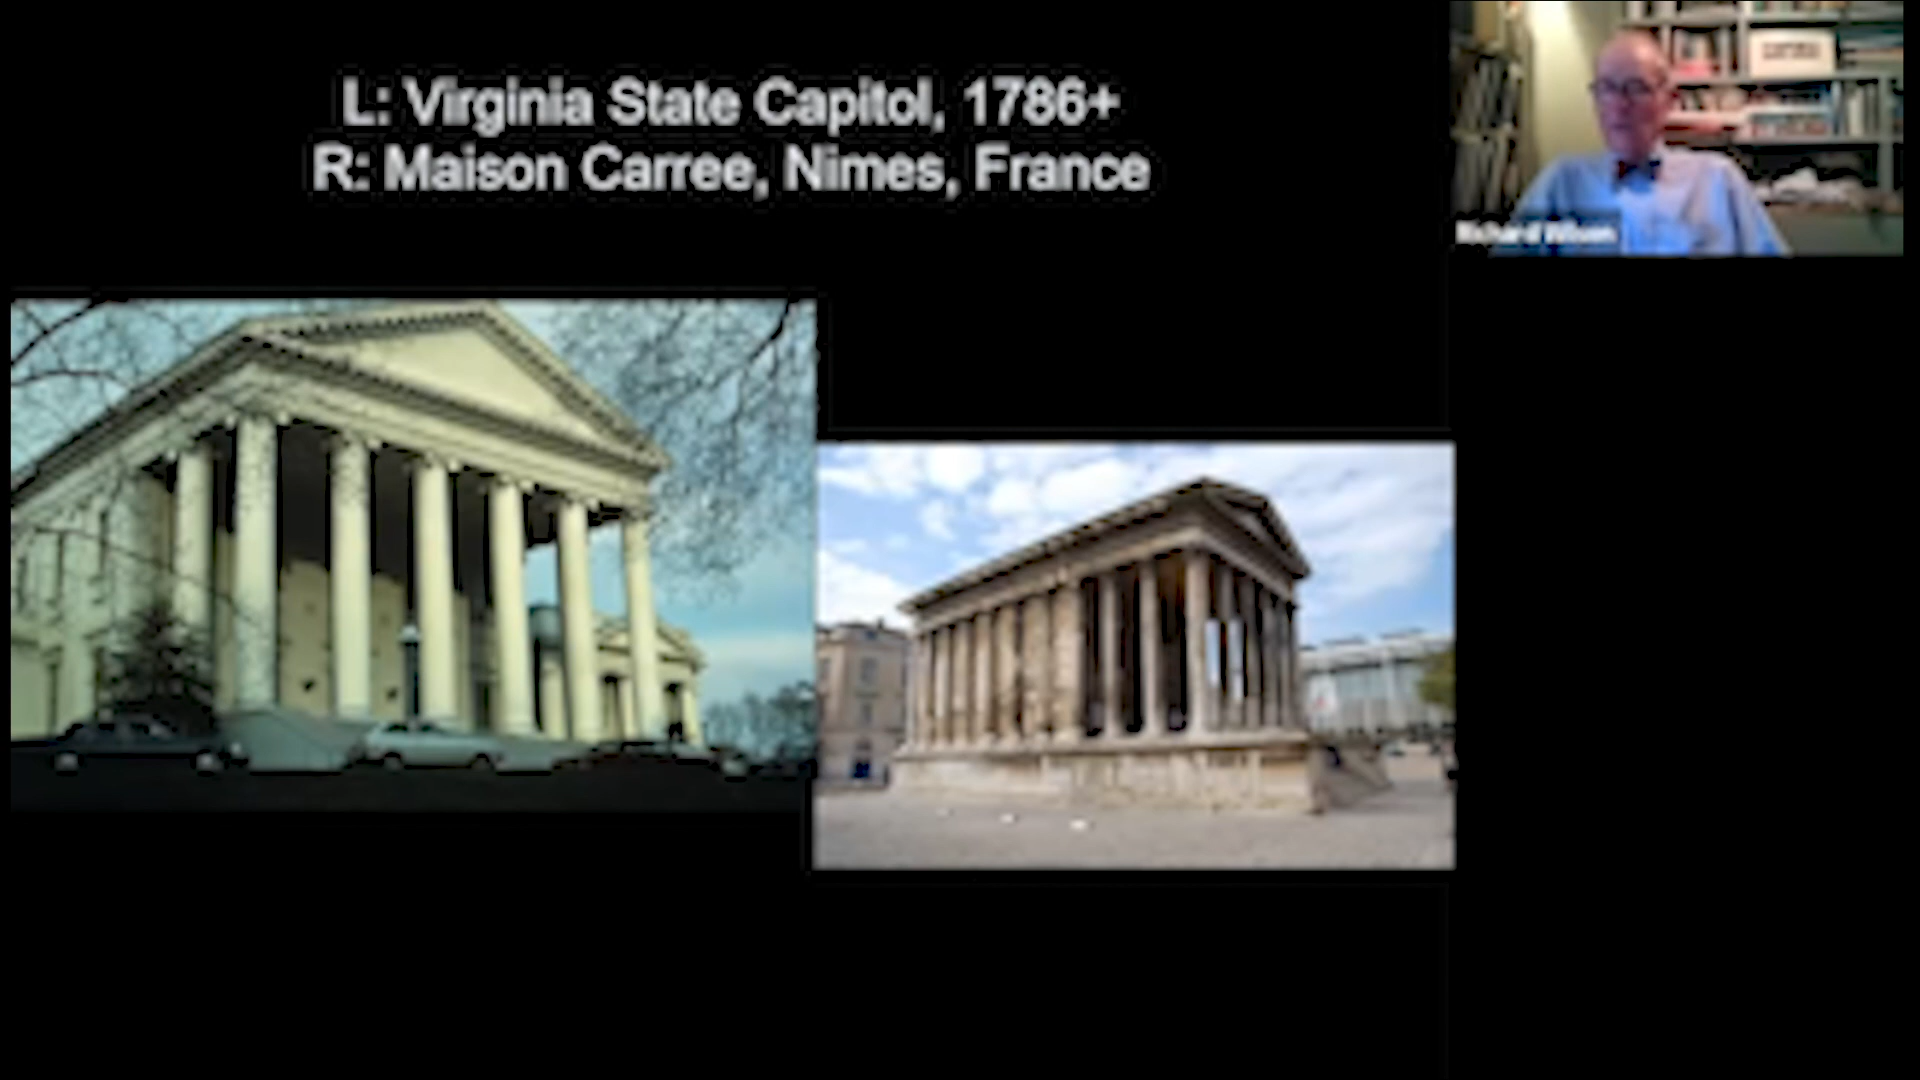 L: Virginia State Capitol, 1786+
R: Maison Carree, Nimes, France
Richard Wilson